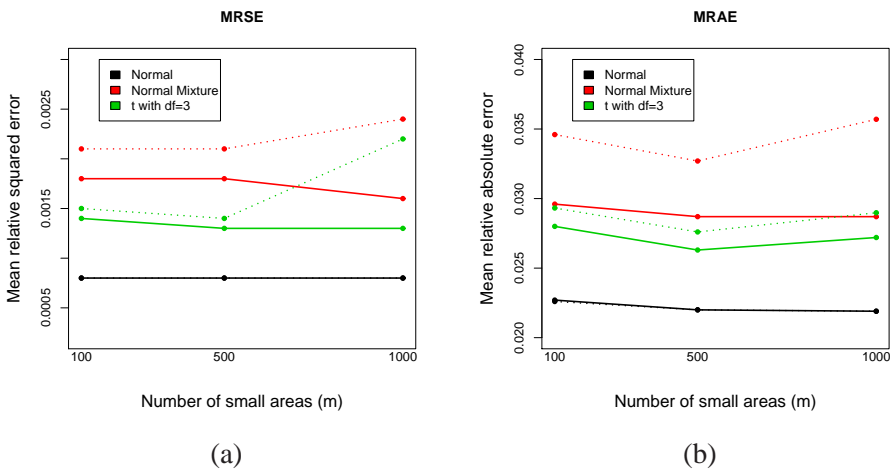 MRSE
Mean relative squared error
0.0005
0.0015
0.0025
Normal
Normal Mixture
t with df=3
100
500
1000
Number of small areas (m)
(a)
MRAE
Mean relative absolute error
0.020
0.025
0.030
0.035
0.040
Normal
Normal Mixture
t with df=3
100
500
1000
Number of small areas (m)
(b)